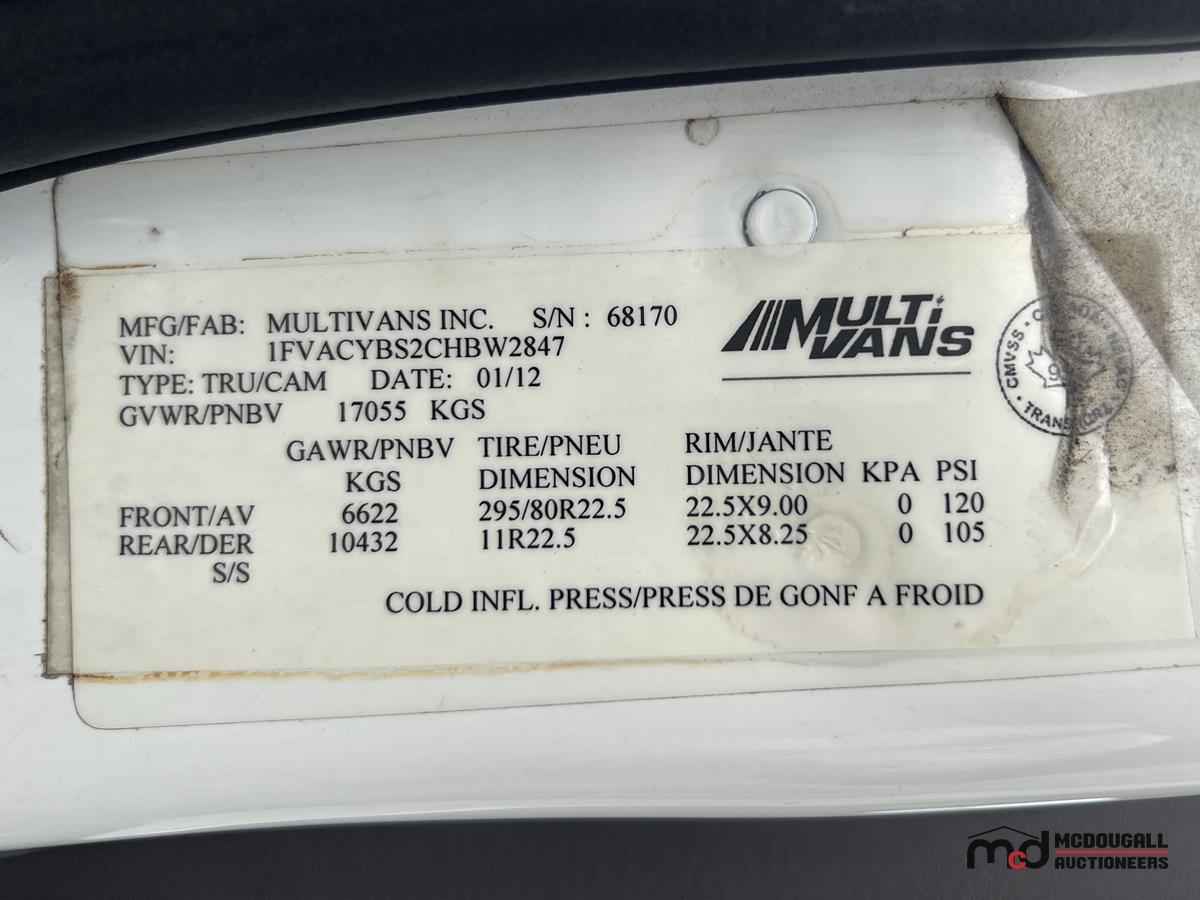 MFG/FAB: MULTIVANS INC. S/N : 68170
VIN: 1FVACYBS2CHBW2847
TYPE: TRU/CAM DATE: 01/12
GVWR/PNBV 17055 KGS
MULTI VANS
CMVSS · NSVAC ·
GAWR/PNBV TIRE/PNEU RIM/JANTE
KGS DIMENSION DIMENSION KPA PSI
FRONT/AV 6622 295/80R22.5 22.5X9.00 0 120
REAR/DER 10432 11R22.5 22.5X8.25 0 105
S/S
COLD INFL. PRESS/PRESS DE GONF A FROID
mcd MCDOUGALL
AUCTIONEERS